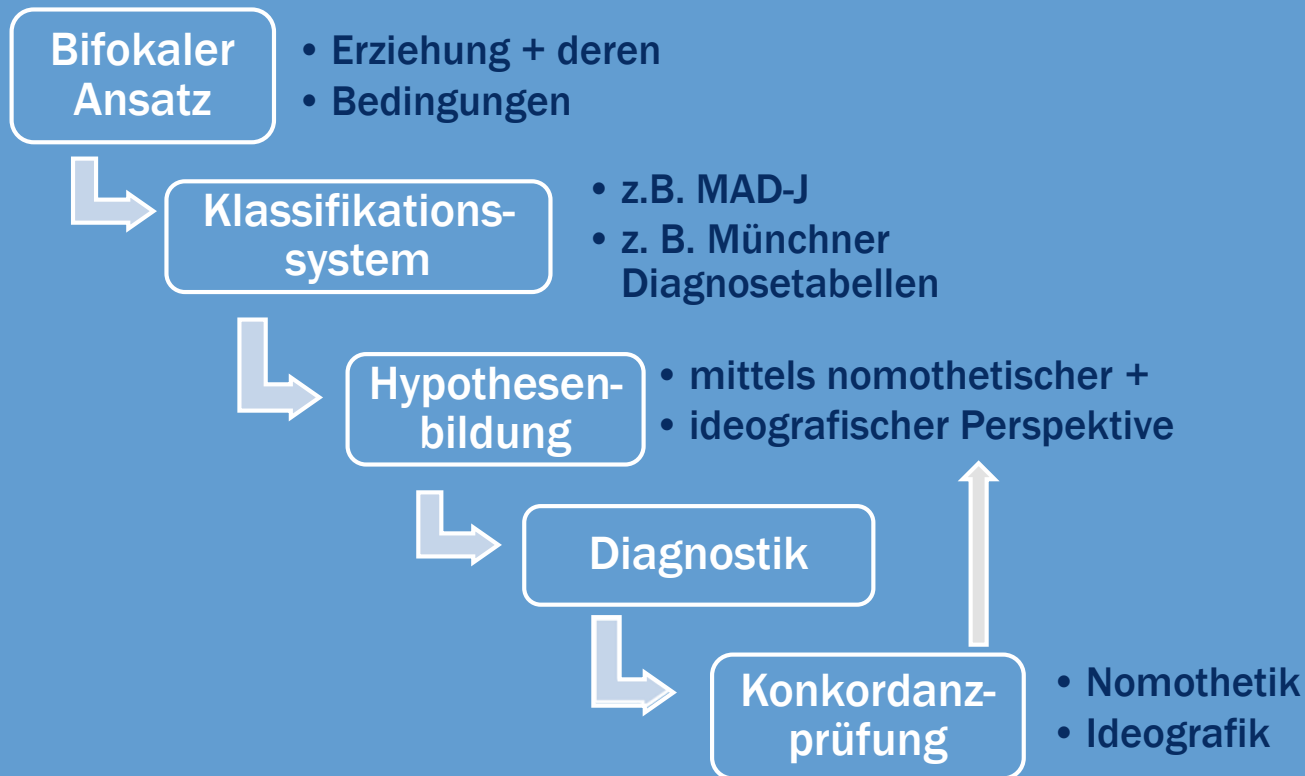 Bifokaler
Ansatz
• Erziehung + deren
• Bedingungen
Klassifikations-
system
• z.B. MAD-J
• z. B. Münchner
Diagnosetabellen
Hypothesen-
bildung
• mittels nomothetischer +
• ideografischer Perspektive
Diagnostik
Konkordanz-
prüfung
• Nomothetik
• Ideografik